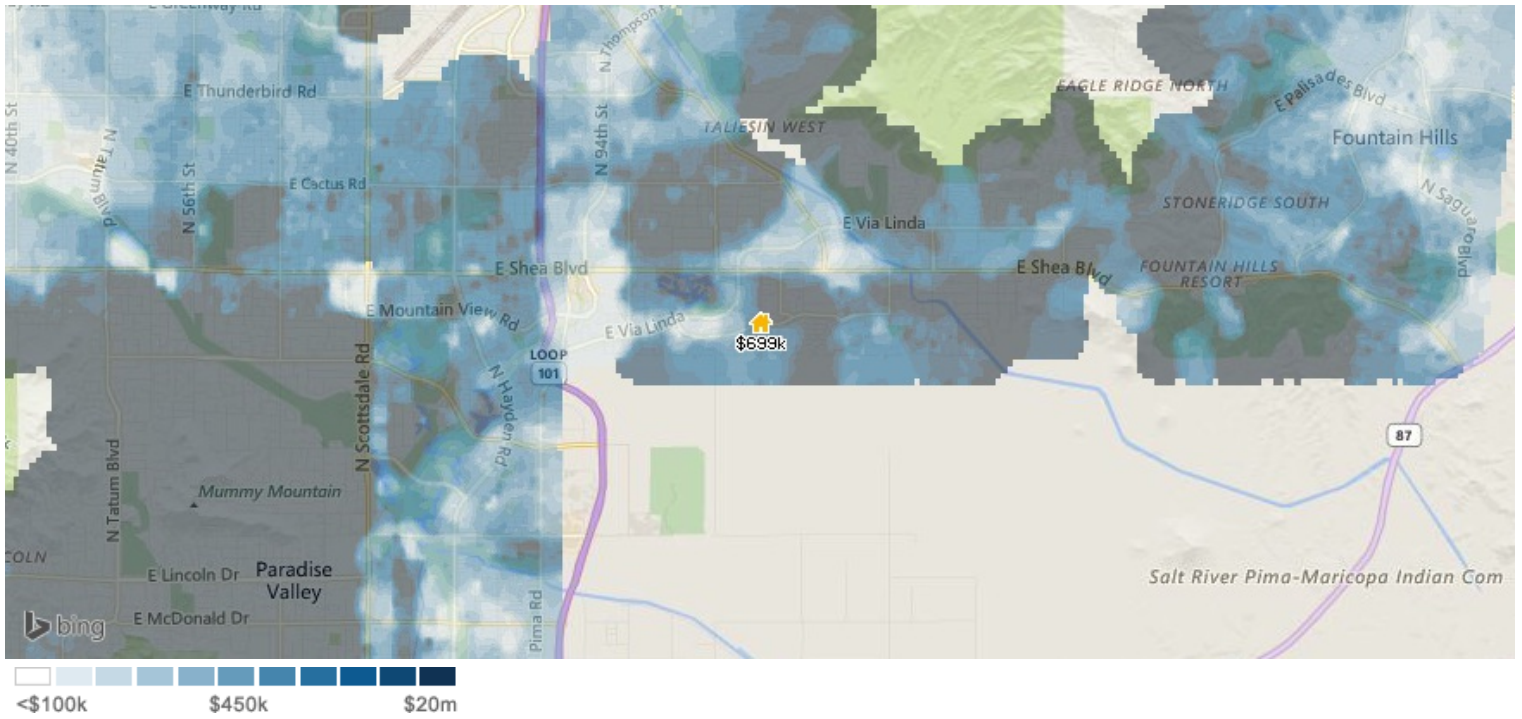 E Greenway Rd
N Thompson P
E Thunderbird Rd
EAGLE RIDGE NORTH
E Palisades Blvd
Fountain Hills
N 40th St
N Tatum Blvd
N 56th St
E Cactus Rd
N 94th St
TALIESIN WEST
STONERIDGE SOUTH
N Saguaro Blvd
E Via Linda
E Shea Blvd
E Shea Blvd
FOUNTAIN HILLS
RESORT
E Mountain View Rd
E Via Linda
$699k
LOOP
101
N Scottsdale Rd
N Hayden Rd
N Tatum Blvd
87
Mummy Mountain
COLN
E Lincoln Dr
Paradise
Valley
Salt River Pima-Maricopa Indian Com
bing
E McDonald Dr
Pima Rd
<$100k
$450k
$20m